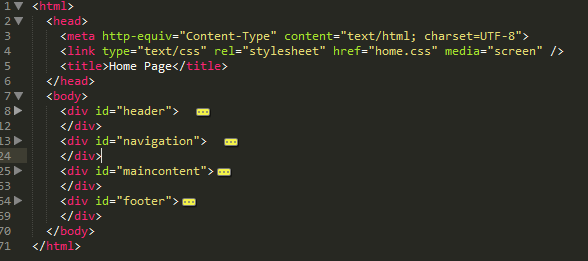 1 <html>
2 <head>
3 <meta http-equiv="Content-Type" content="text/html; charset=UTF-8">
4 <link type="text/css" rel="stylesheet" href="home.css" media="screen" />
5 <title>Home Page</title>
6 </head>
7 <body>
8 <div id="header">
12 </div>
13 <div id="navigation">
24 </div>
25 <div id="maincontent">
</div>
<div id="footer">
</div>
70 </body>
71 </html>